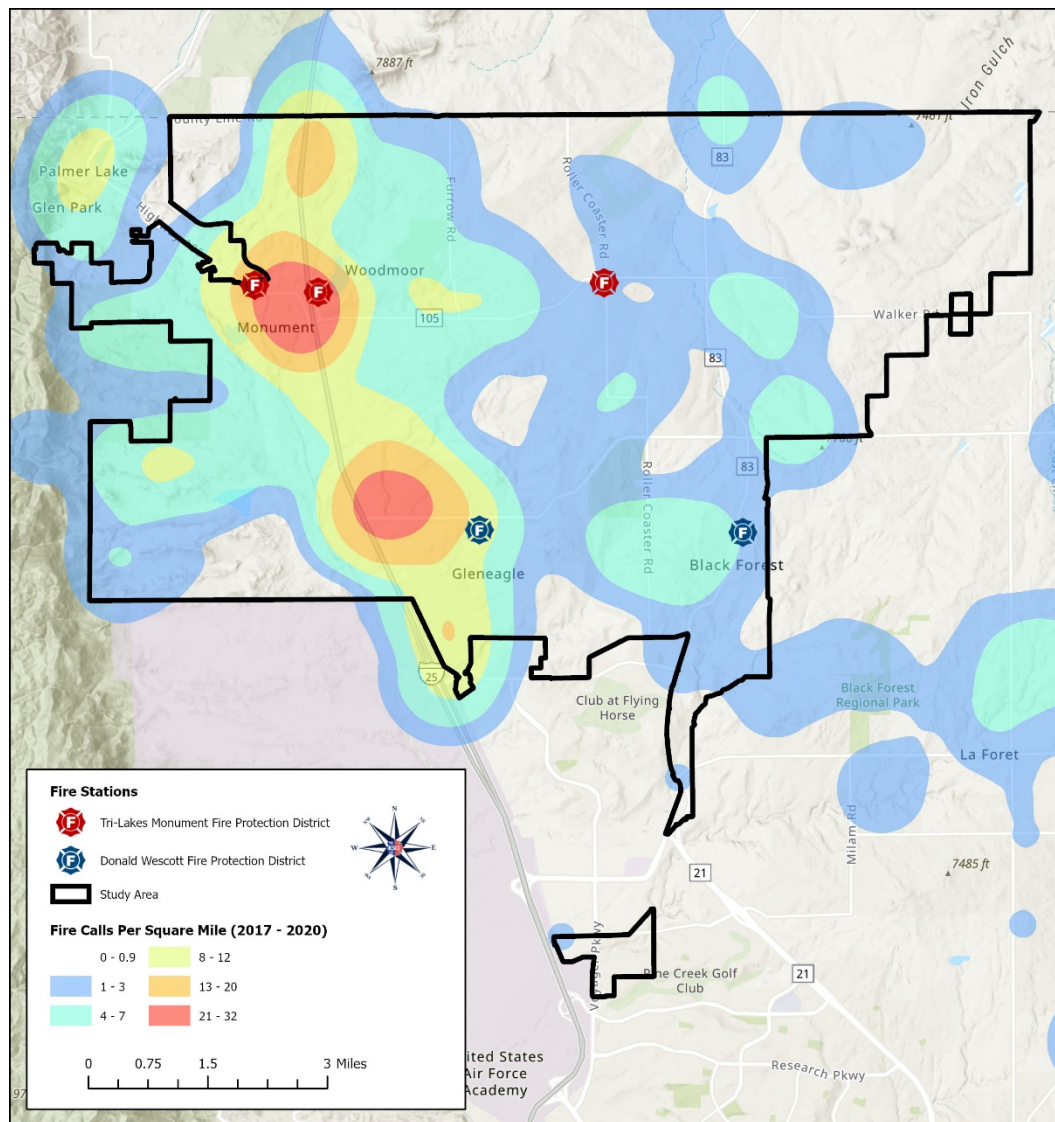 7887 ft
Iron Gulch
7461 ft
County Line Rd
83
Palmer Lake
Glen Park
Furrow Rd
Roller Coaster Rd
Woodmoor
F
F
F
Monument
105
Walker Rd
83
83
Roller Coaster Rd
F
F
Gleneagle
Black Forest
25
Club at Flying
Horse
Black Forest
Regional Park
La Foret
Milam Rd
7485 ft
21
Voyager Pkwy
Pine Creek Golf
Club
21
Research Pkwy
ited States
Air Force
Academy
Fire Stations
F Tri-Lakes Monument Fire Protection District
F Donald Wescott Fire Protection District
Study Area
N
W E
S
Fire Calls Per Square Mile (2017 - 2020)
0 - 0.9 8 - 12
1 - 3 13 - 20
4 - 7 21 - 32
0 0.75 1.5 3 Miles